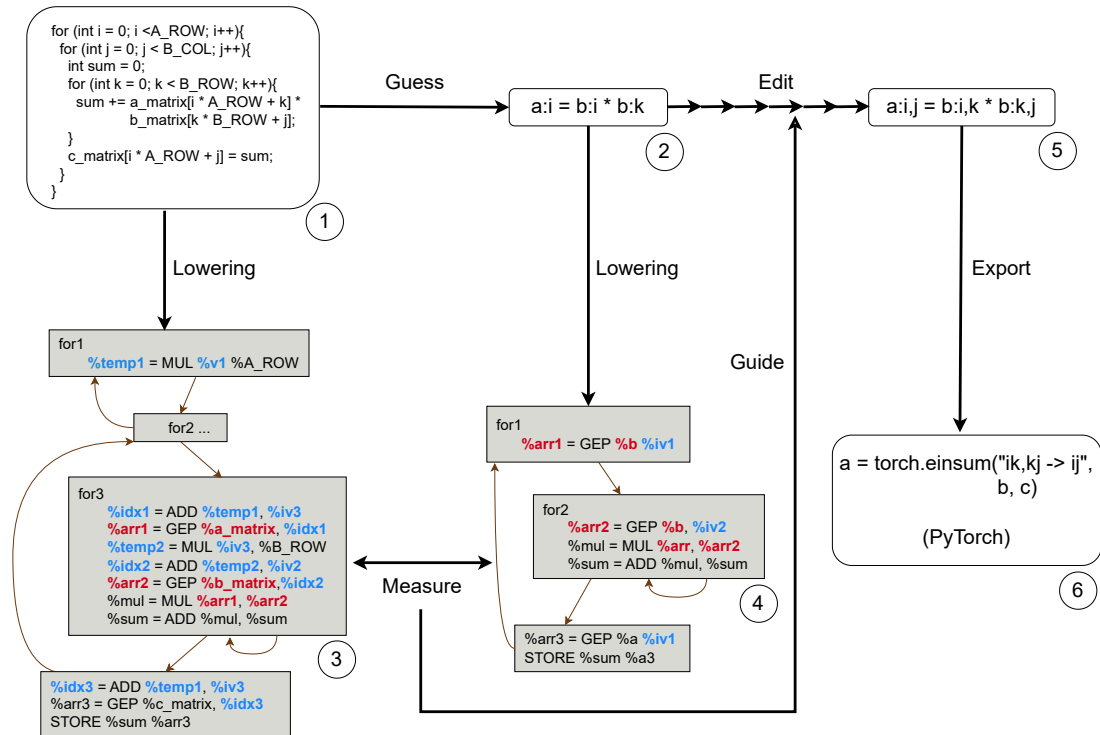 for (int i = 0; i <A_ROW; i++){
for (int j = 0; j < B_COL; j++){
int sum = 0;
for (int k = 0; k < B_ROW; k++){
sum += a_matrix[i * A_ROW + k] *
b_matrix[k * B_ROW + j];
}
c_matrix[i * A_ROW + j] = sum;
}
}
1
Guess
a:i = b:i * b:k
2
Edit
a:i,j = b:i,k * b:k,j
5
Lowering
Lowering
Export
Guide
for1
%temp1 = MUL %v1 %A_ROW
for2 ...
for3
%idx1 = ADD %temp1, %iv3
%arr1 = GEP %a_matrix, %idx1
%temp2 = MUL %iv3, %B_ROW
%idx2 = ADD %temp2, %iv2
%arr2 = GEP %b_matrix,%idx2
%mul = MUL %arr1, %arr2
%sum = ADD %mul, %sum
3
%idx3 = ADD %temp1, %iv3
%arr3 = GEP %c_matrix, %idx3
STORE %sum %arr3
Measure
for1
%arr1 = GEP %b %iv1
for2
%arr2 = GEP %b, %iv2
%mul = MUL %arr, %arr2
%sum = ADD %mul, %sum
4
%arr3 = GEP %a %iv1
STORE %sum %a3
a = torch.einsum("ik,kj -> ij",
b, c)
(PyTorch)
6